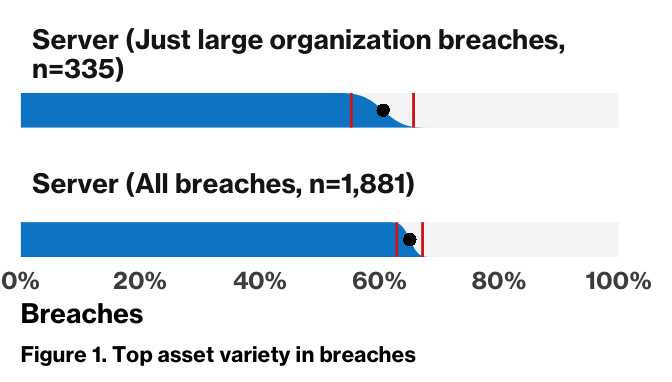 Server (Just large organization breaches,
n=335)
Server (All breaches, n=1,881)
0% 20% 40% 60% 80% 100%
Breaches
Figure 1. Top asset variety in breaches